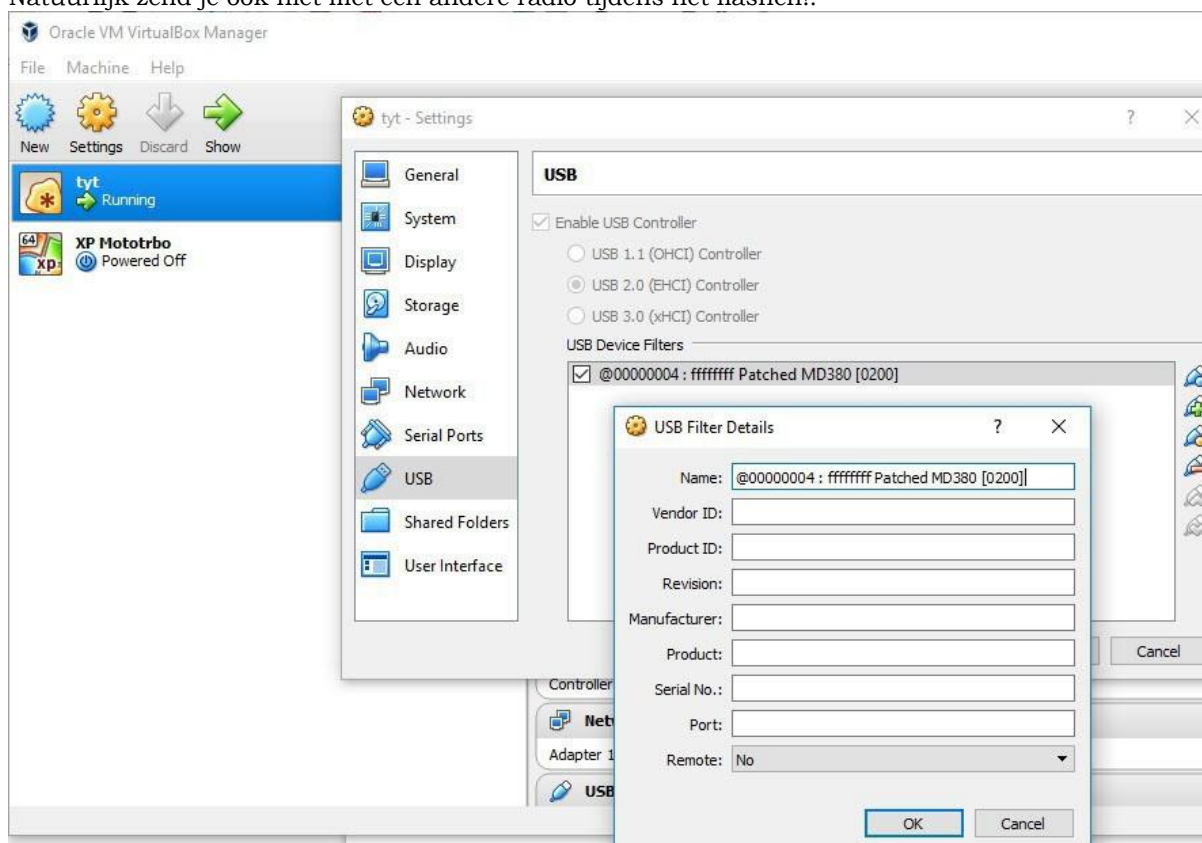 Natuurlijk zend je ook niet met een andere radio tijdens het flashen!!
Oracle VM VirtualBox Manager
File Machine Help
New Settings Discard Show
tyt
Running
64
XP
XP Mototrbo
Powered Off
tyt - Settings
General
System
Display
Storage
Audio
Network
Serial Ports
USB
Shared Folders
User Interface
USB
Enable USB Controller
USB 1.1 (OHCI) Controller
USB 2.0 (EHCI) Controller
USB 3.0 (xHCI) Controller
USB Device Filters
@00000004 : ffffffff Patched MD380 [0200]
USB Filter Details
Name: @00000004 : ffffffff Patched MD380 [0200]
Vendor ID:
Product ID:
Revision:
Manufacturer:
Product:
Serial No.:
Port:
Remote: No
OK Cancel
Cancel
Controller
Adapter 1
USB